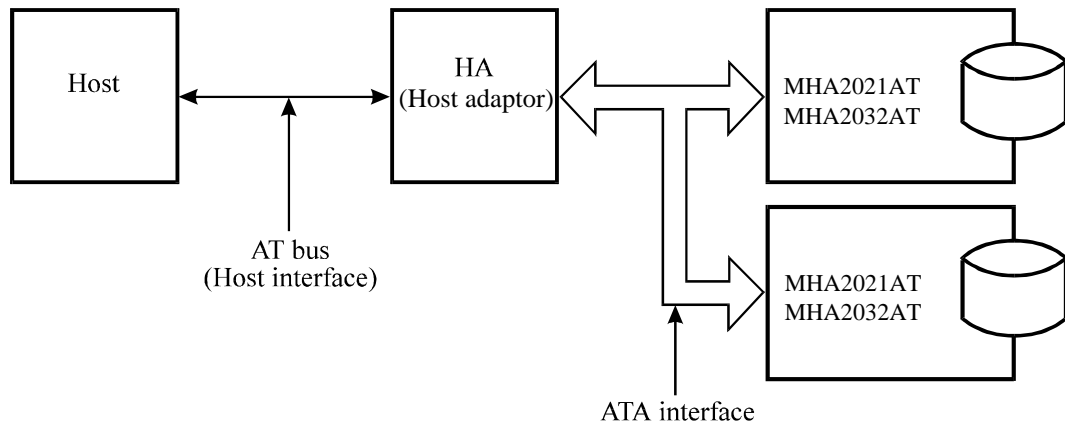 Host
HA
(Host adaptor)
MHA2021AT
MHA2032AT
AT bus
(Host interface)
MHA2021AT
MHA2032AT
ATA interface